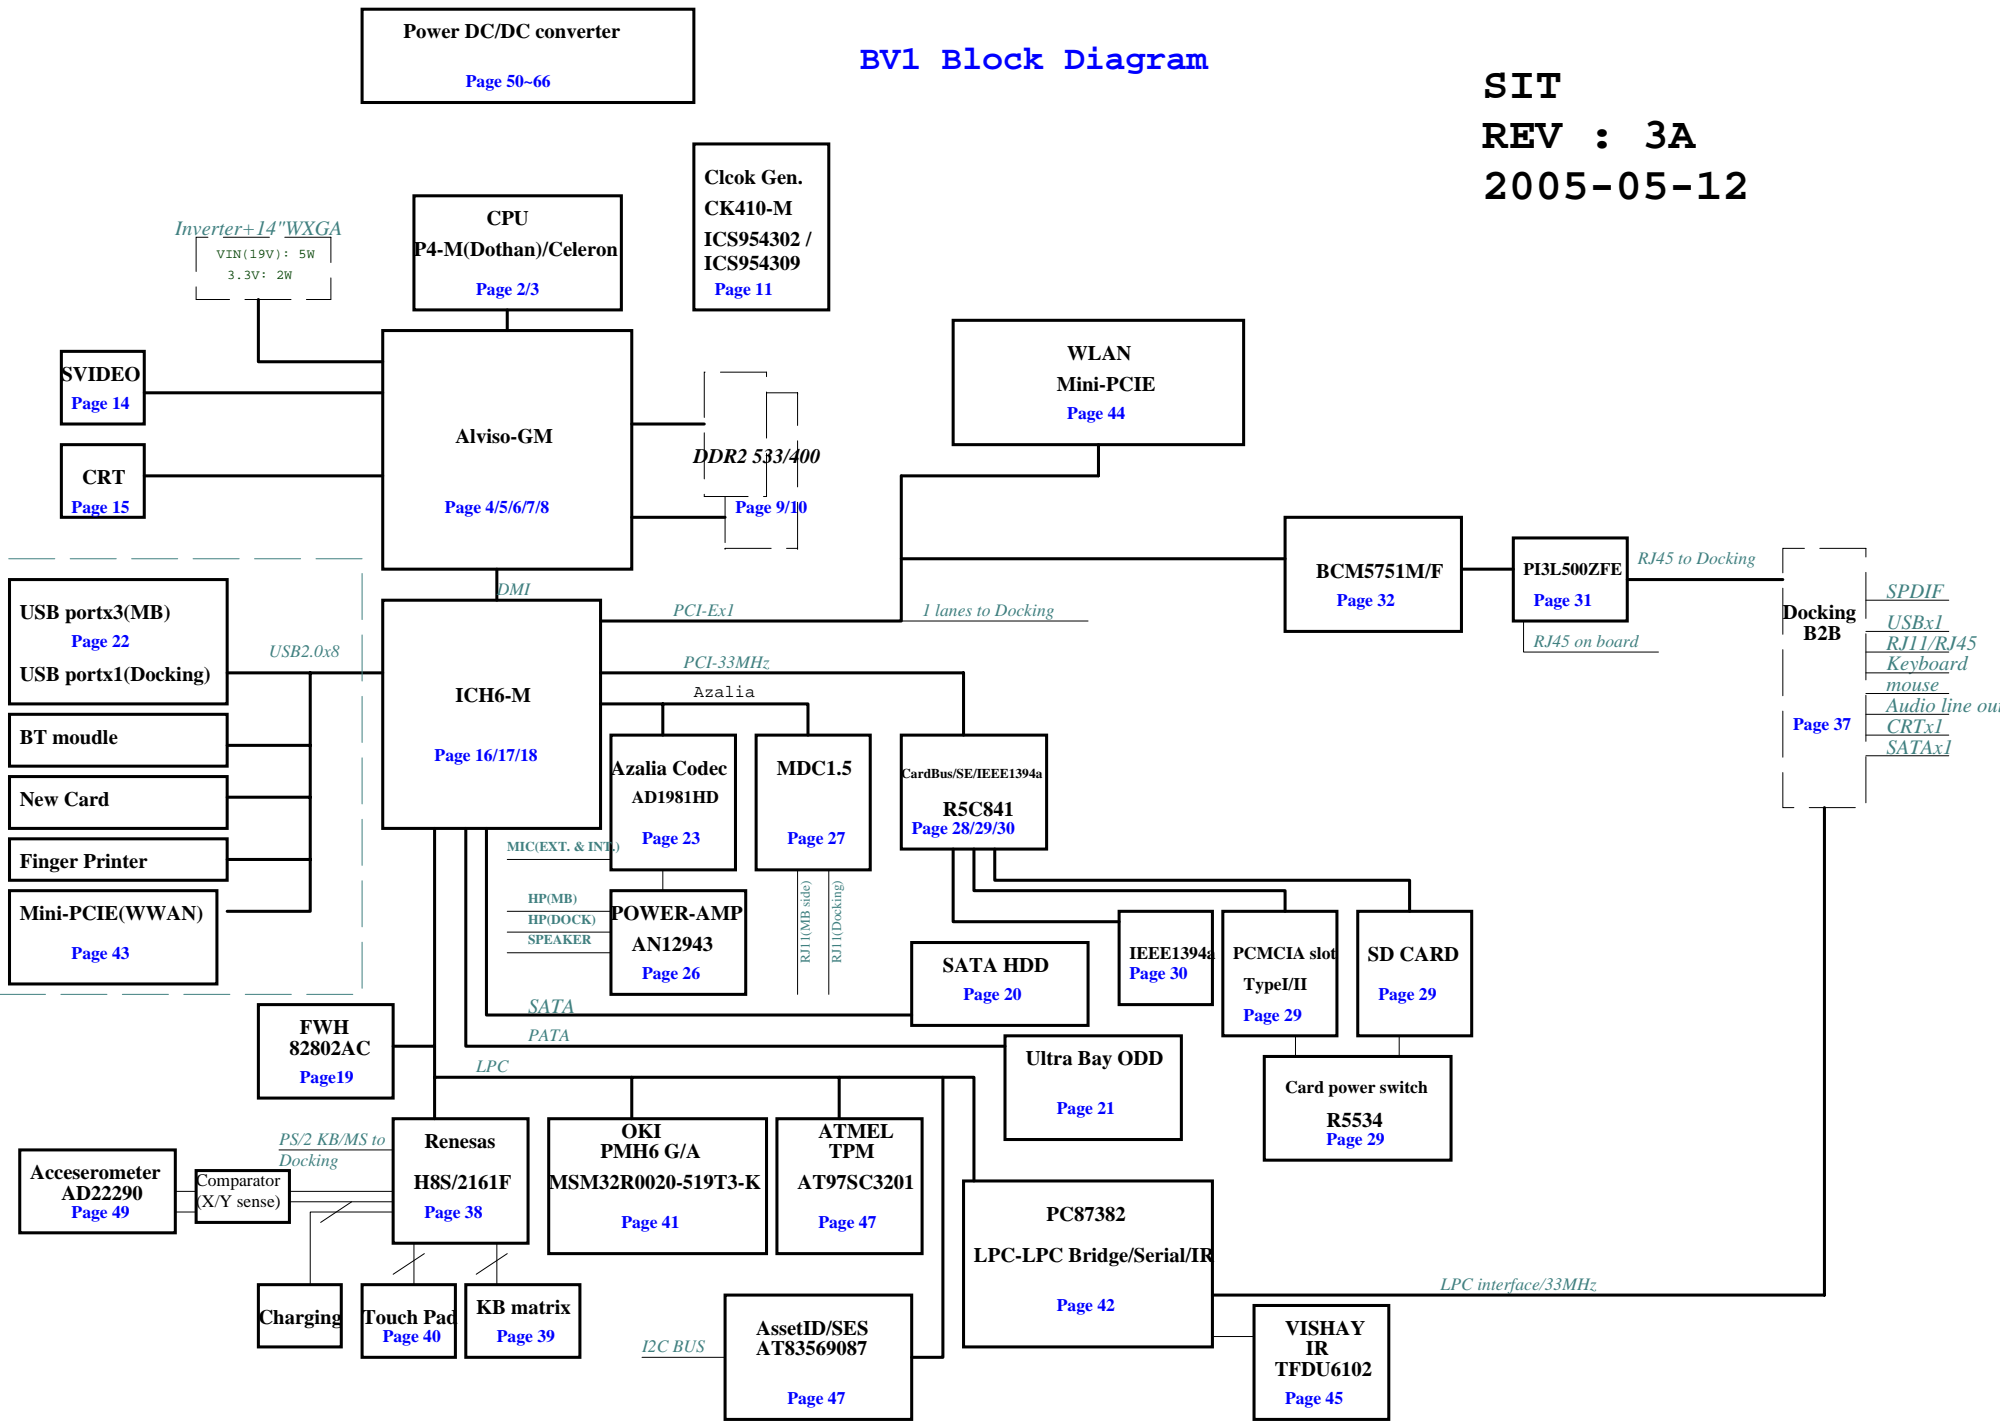 Power DC/DC converter
Page 50~66
BV1 Block Diagram
SIT
REV : 3A
2005-05-12
Clcok Gen.
CK410-M
ICS954302 /
ICS954309
Page 11
CPU
P4-M(Dothan)/Celeron
Page 2/3
Inverter+14"WXGA
VIN(19V): 5W
3.3V: 2W
SVIDEO
Page 14
CRT
Page 15
Alviso-GM
Page 4/5/6/7/8
DDR2 533/400
Page 9/10
WLAN
Mini-PCIE
Page 44
BCM5751M/F
Page 32
PI3L500ZFE
Page 31
RJ45 to Docking
RJ45 on board
Docking
B2B
Page 37
SPDIF
USBx1
RJ11/RJ45
Keyboard
mouse
Audio line out
CRTx1
SATAx1
DMI
PCI-Ex1
1 lanes to Docking
PCI-33MHz
Azalia
USB portx3(MB)
Page 22
USB portx1(Docking)
USB2.0x8
BT moudle
New Card
Finger Printer
Mini-PCIE(WWAN)
Page 43
ICH6-M
Page 16/17/18
Azalia Codec
AD1981HD
Page 23
MDC1.5
Page 27
CardBus/SE/IEEE1394a
R5C841
Page 28/29/30
MIC(EXT. & INT.)
HP(MB)
HP(DOCK)
SPEAKER
POWER-AMP
AN12943
Page 26
RJ11(MB side)
RJ11(Docking)
SATA HDD
Page 20
IEEE1394a
Page 30
PCMCIA slot
TypeI/II
Page 29
SD CARD
Page 29
SATA
PATA
LPC
FWH
82802AC
Page19
Ultra Bay ODD
Page 21
Card power switch
R5534
Page 29
PS/2 KB/MS to
Docking
Acceserometer
AD22290
Page 49
Comparator
(X/Y sense)
Renesas
H8S/2161F
Page 38
OKI
PMH6 G/A
MSM32R0020-519T3-K
Page 41
ATMEL
TPM
AT97SC3201
Page 47
PC87382
LPC-LPC Bridge/Serial/IR
Page 42
LPC interface/33MHz
Charging
Touch Pad
Page 40
KB matrix
Page 39
I2C BUS
AssetID/SES
AT83569087
Page 47
VISHAY
IR
TFDU6102
Page 45